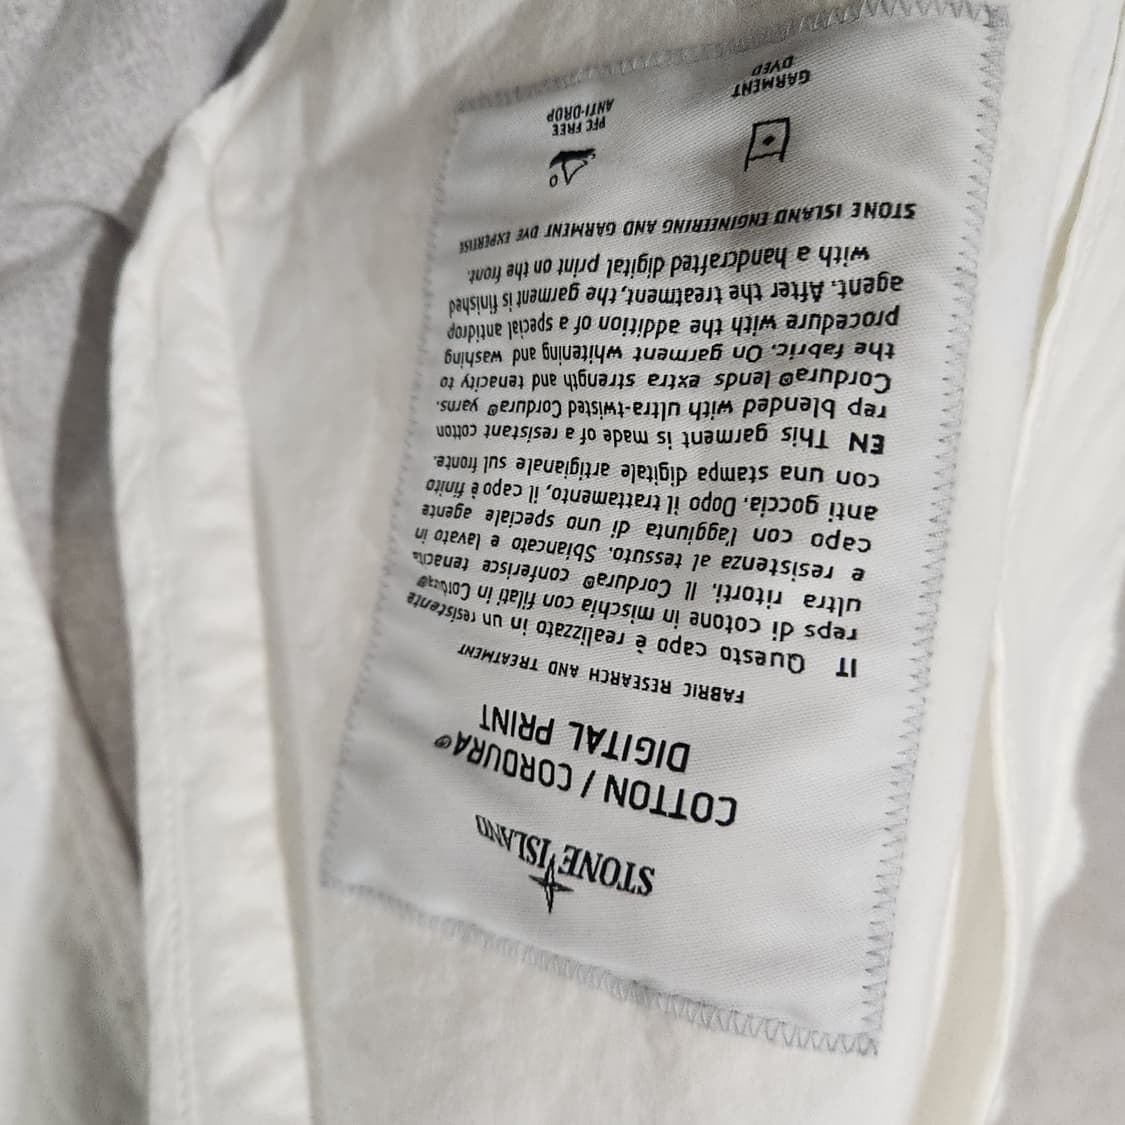 STONE ISLAND
COTTON / CORDURA®
DIGITAL PRINT
FABRIC RESEARCH AND TREATMENT
IT Questo capo è realizzato in un resistente
reps di cotone in mischia con filati in Cordura®
ultra ritorti. Il Cordura® conferisce tenacità
e resistenza al tessuto. Sbiancato e lavato in
capo con l'aggiunta di uno speciale agente
anti goccia. Dopo il trattamento, il capo è finito
con una stampa digitale artigianale sul fronte.
EN This garment is made of a resistant cotton
rep blended with ultra-twisted Cordura® yarns.
Cordura® lends extra strength and tenacity to
the fabric. On garment whitening and washing
procedure with the addition of a special antidrop
agent. After the treatment, the garment is finished
with a handcrafted digital print on the front.
STONE ISLAND ENGINEERING AND GARMENT DYE EXPERTISE
GARMENT
DYED
PFC FREE
ANTI-DROP